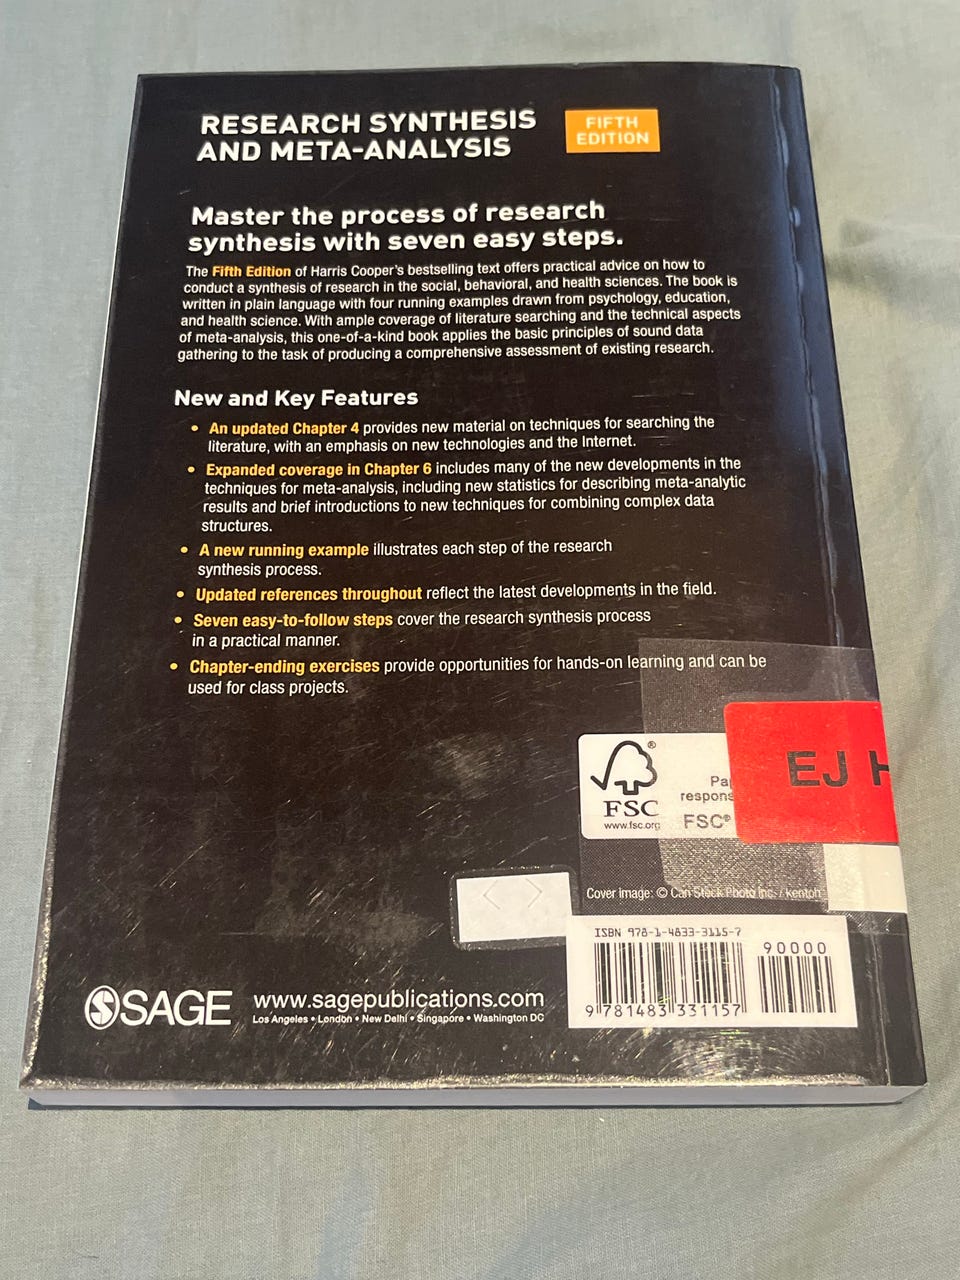 RESEARCH SYNTHESIS
AND META-ANALYSIS
FIFTH
EDITION
Master the process of research
synthesis with seven easy steps.
The Fifth Edition of Harris Cooper's bestselling text offers practical advice on how to
conduct a synthesis of research in the social, behavioral, and health sciences. The book is
written in plain language with four running examples drawn from psychology, education,
and health science. With ample coverage of literature searching and the technical aspects
of meta-analysis, this one-of-a-kind book applies the basic principles of sound data
gathering to the task of producing a comprehensive assessment of existing research.
New and Key Features
• An updated Chapter 4 provides new material on techniques for searching the
literature, with an emphasis on new technologies and the Internet.
• Expanded coverage in Chapter 6 includes many of the new developments in the
techniques for meta-analysis, including new statistics for describing meta-analytic
results and brief introductions to new techniques for combining complex data
structures.
• A new running example illustrates each step of the research
synthesis process.
• Updated references throughout reflect the latest developments in the field.
• Seven easy-to-follow steps cover the research synthesis process
in a practical manner.
• Chapter-ending exercises provide opportunities for hands-on learning and can be
used for class projects.
EJ H
®
FSC
www.fsc.org
Pap
respons
FSC®
Cover image: © Can Stock Photo Inc. / kentoh
ISBN 978-1-4833-3115-7
90000
9 781483 331157
SAGE
www.sagepublications.com
Los Angeles • London • New Delhi • Singapore • Washington DC